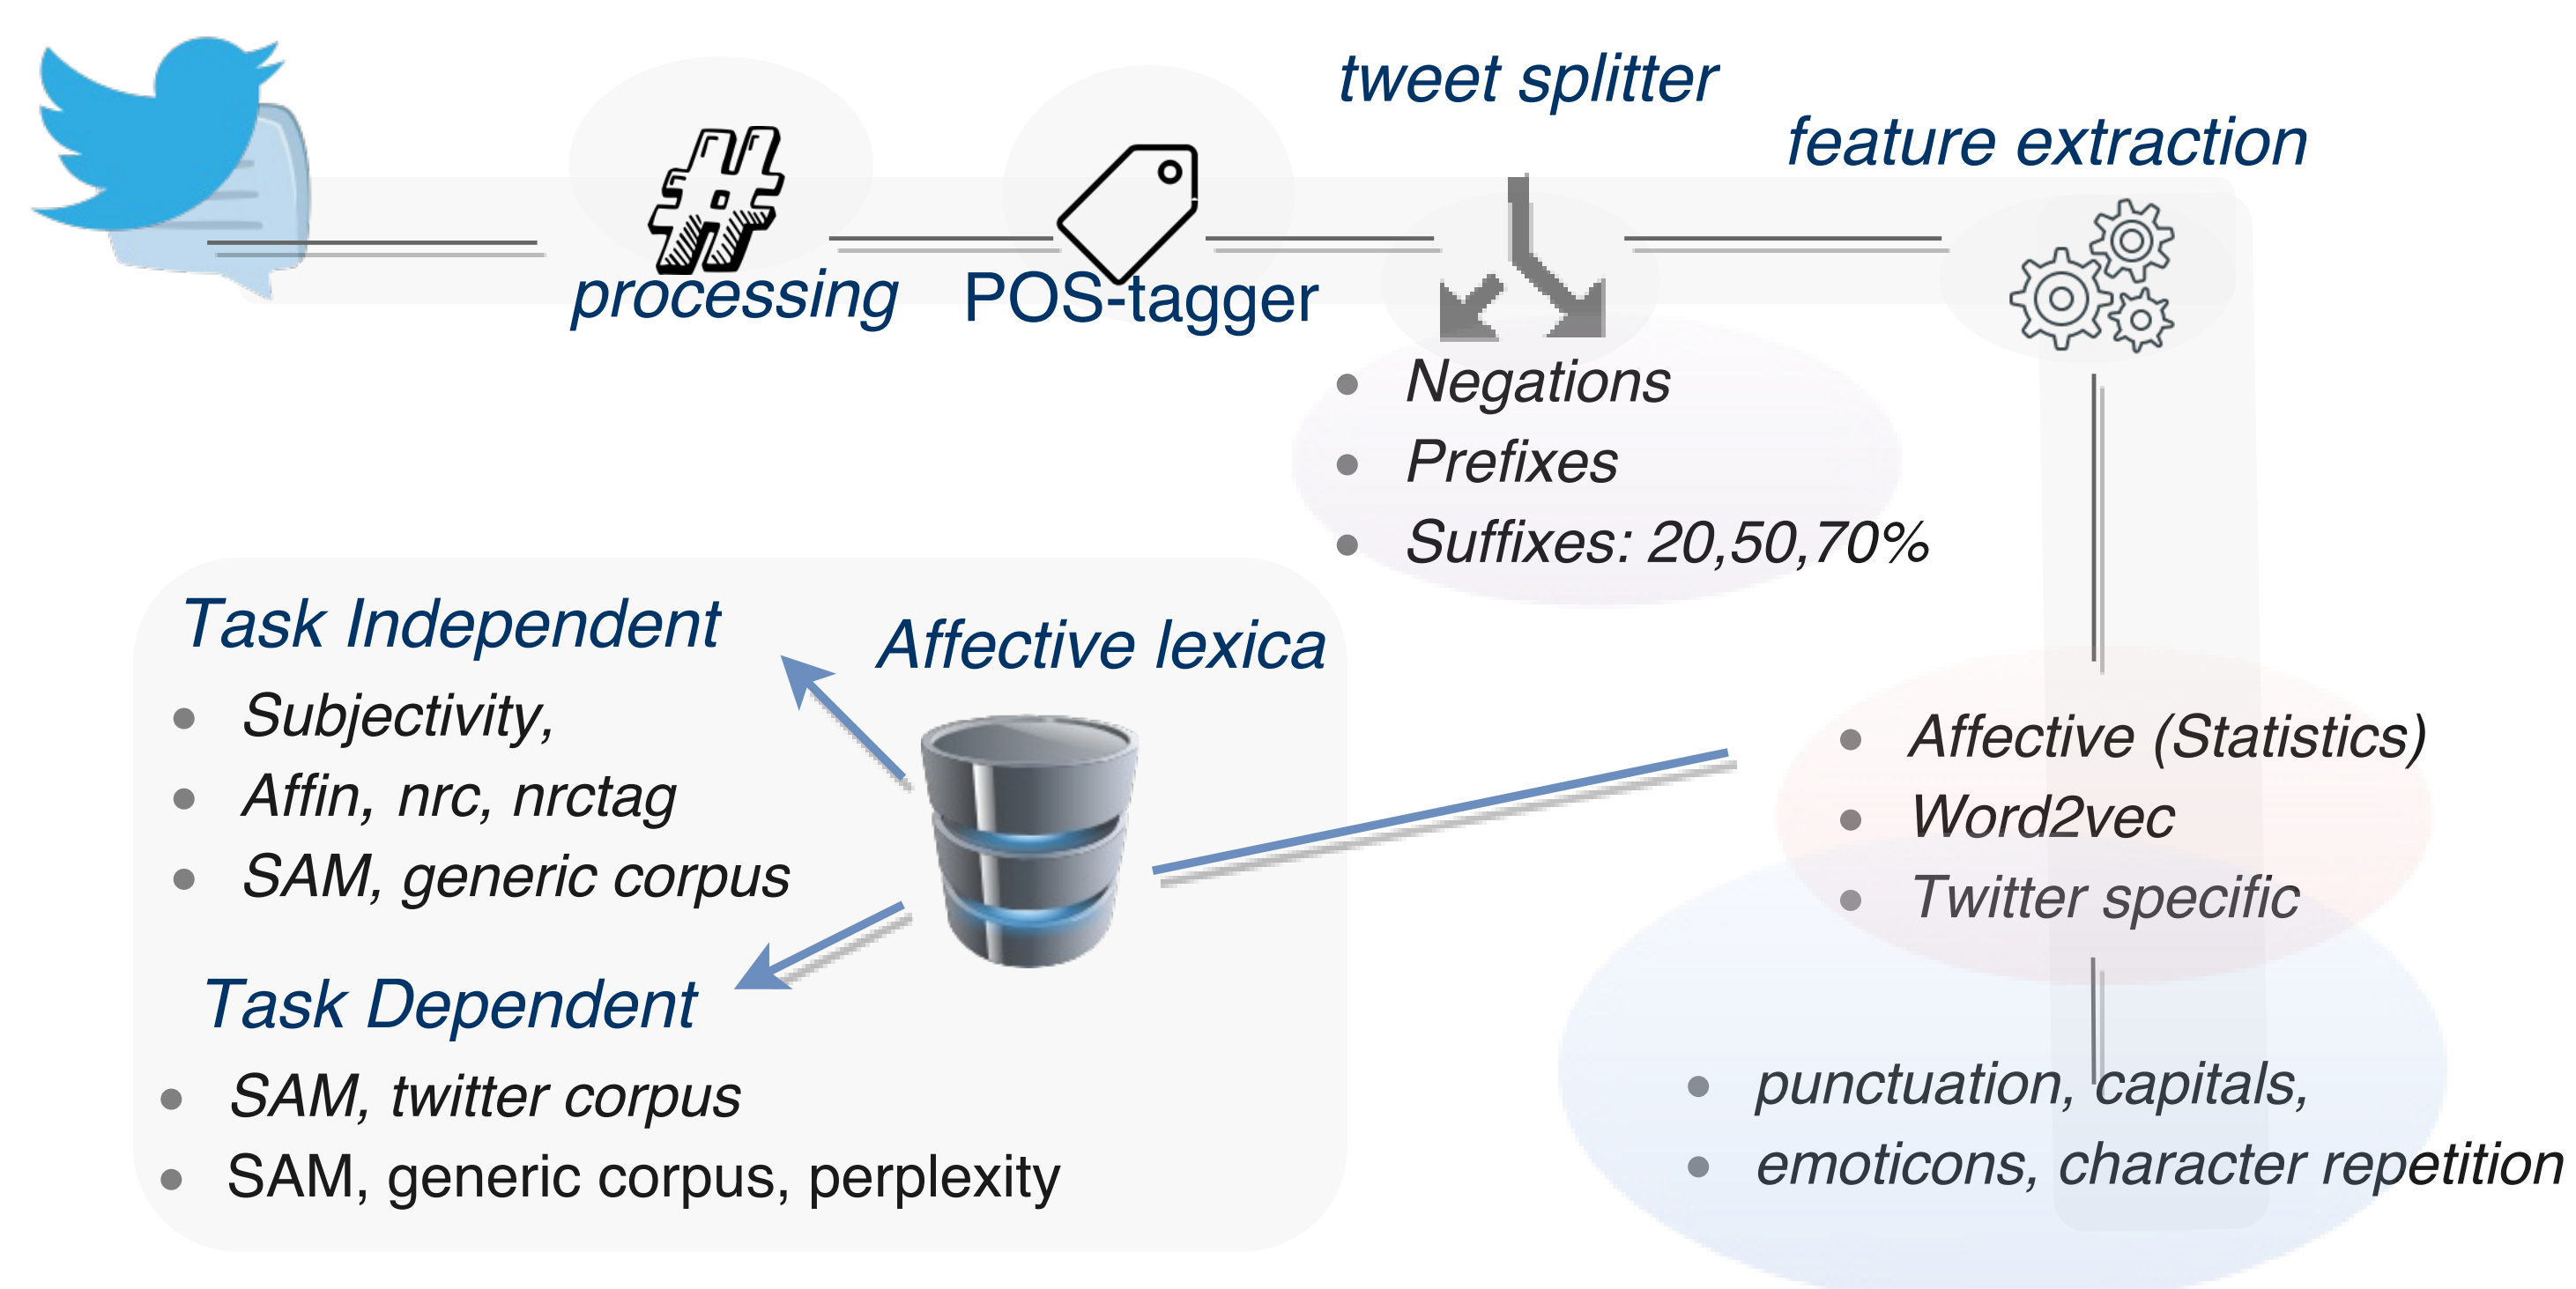 tweet splitter
feature extraction
processing
POS-tagger
Negations
Prefixes
Suffixes: 20,50,70%
Task Independent
Affective lexica
Subjectivity,
Affin, nrc, nrctag
SAM, generic corpus
Affective (Statistics)
Word2vec
Twitter specific
Task Dependent
SAM, twitter corpus
SAM, generic corpus, perplexity
punctuation, capitals,
emoticons, character repetition